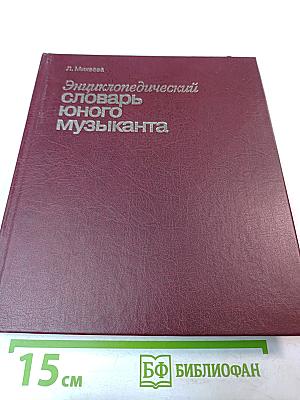 Л. Михеева
Энциклопедический
словарь
юного
музыканта
15 см
БФ БИБЛИОФАН